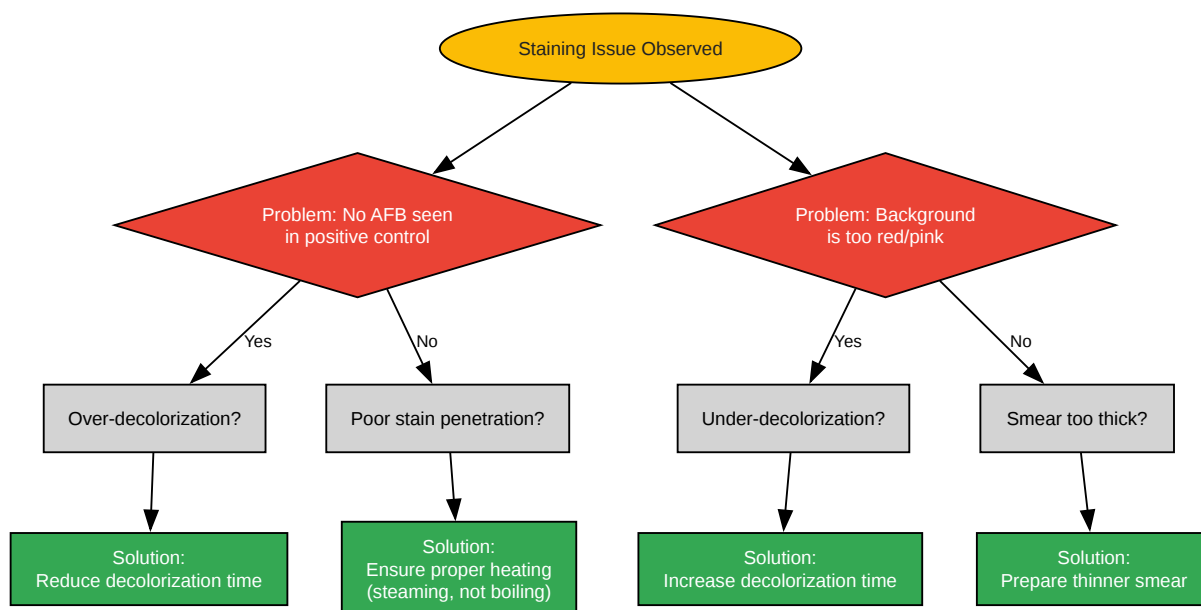 Staining Issue Observed
Problem: No AFB seen
in positive control
Problem: Background
is too red/pink
Yes
No
Yes
No
Over-decolorization?
Poor stain penetration?
Under-decolorization?
Smear too thick?
Solution:
Reduce decolorization time
Solution:
Ensure proper heating
(steaming, not boiling)
Solution:
Increase decolorization time
Solution:
Prepare thinner smear